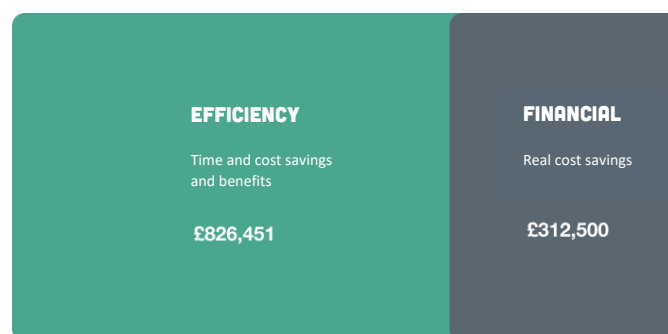 EFFICIENCY
Time and cost savings
and benefits
£826,451
FINANCIAL
Real cost savings
£312,500